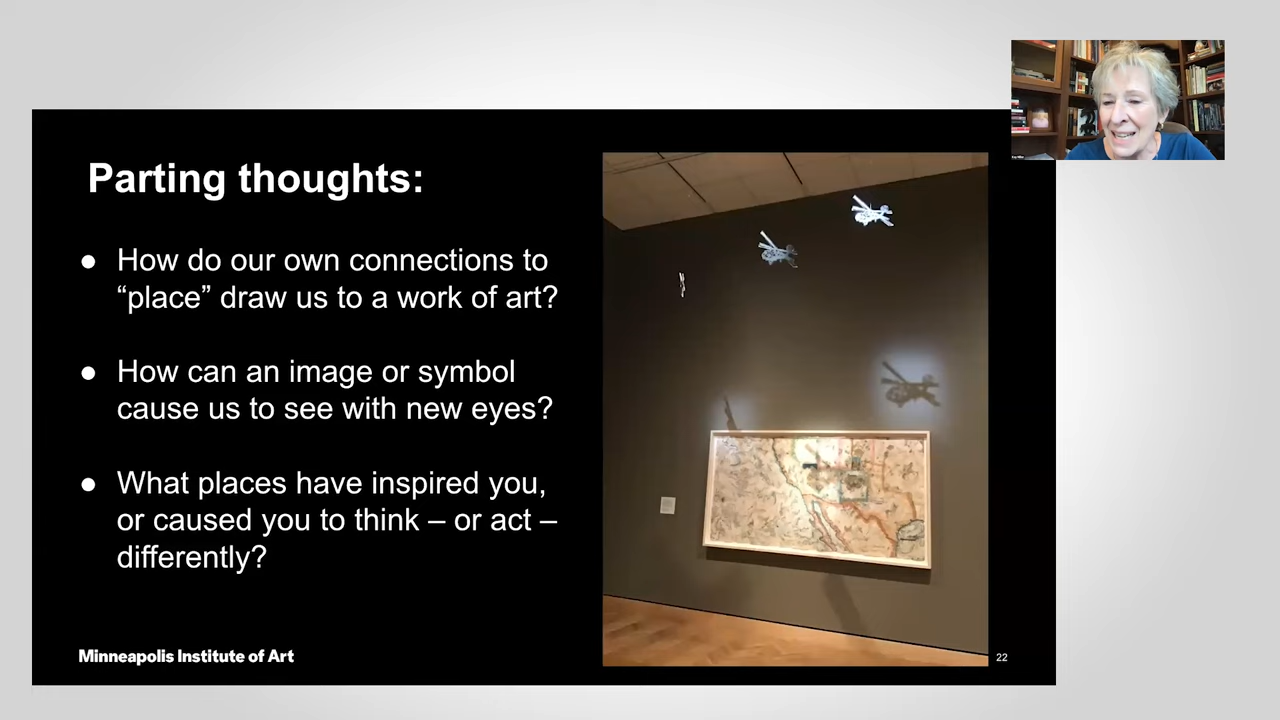 Parting thoughts:
● How do our own connections to
“place” draw us to a work of art?
● How can an image or symbol
cause us to see with new eyes?
● What places have inspired you,
or caused you to think – or act –
differently?
Minneapolis Institute of Art
22